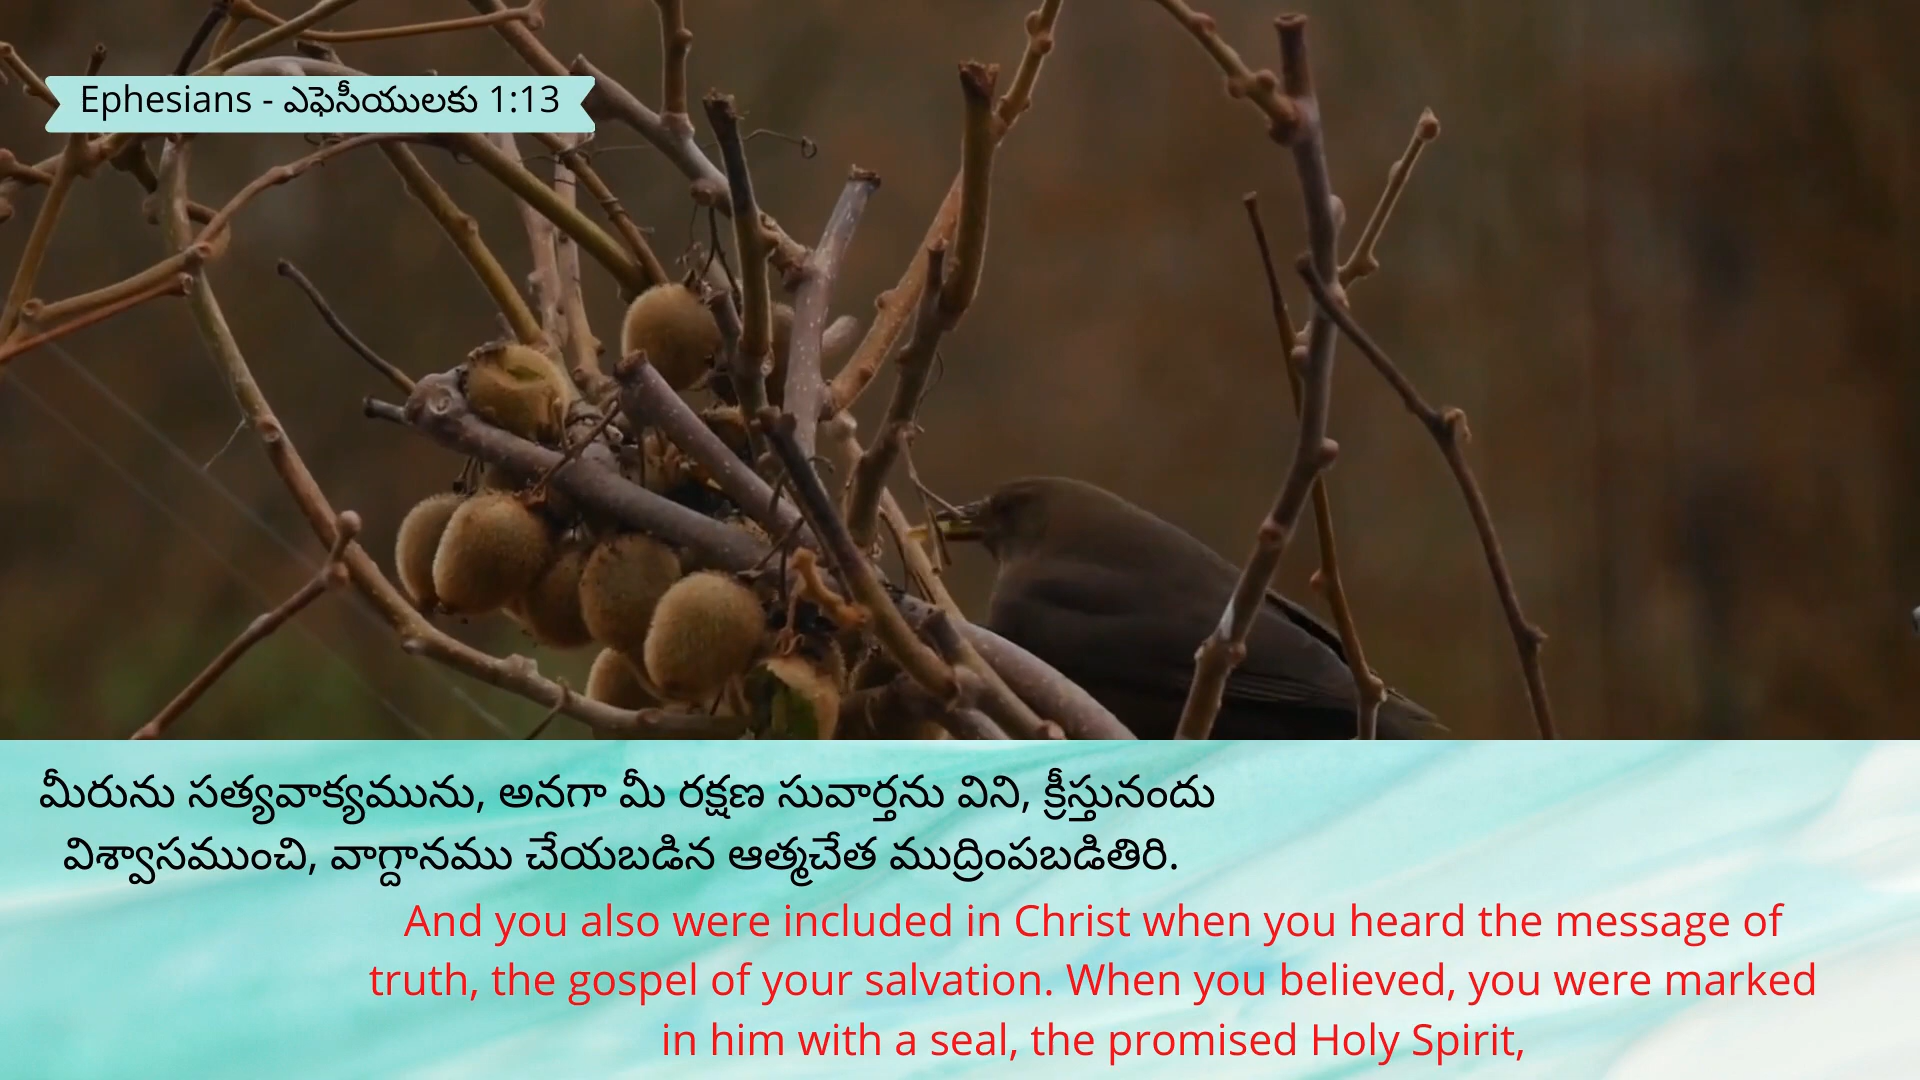 Ephesians - ఎఫెసీయులకు 1:13
మీరును సత్యవాక్యమును, అనగా మీ రక్షణ సువార్తను విని, క్రీస్తునందు
విశ్వాసముంచి, వాగ్దానము చేయబడిన ఆత్మచేత ముద్రింపబడితిరి.
And you also were included in Christ when you heard the message of
truth, the gospel of your salvation. When you believed, you were marked
in him with a seal, the promised Holy Spirit,